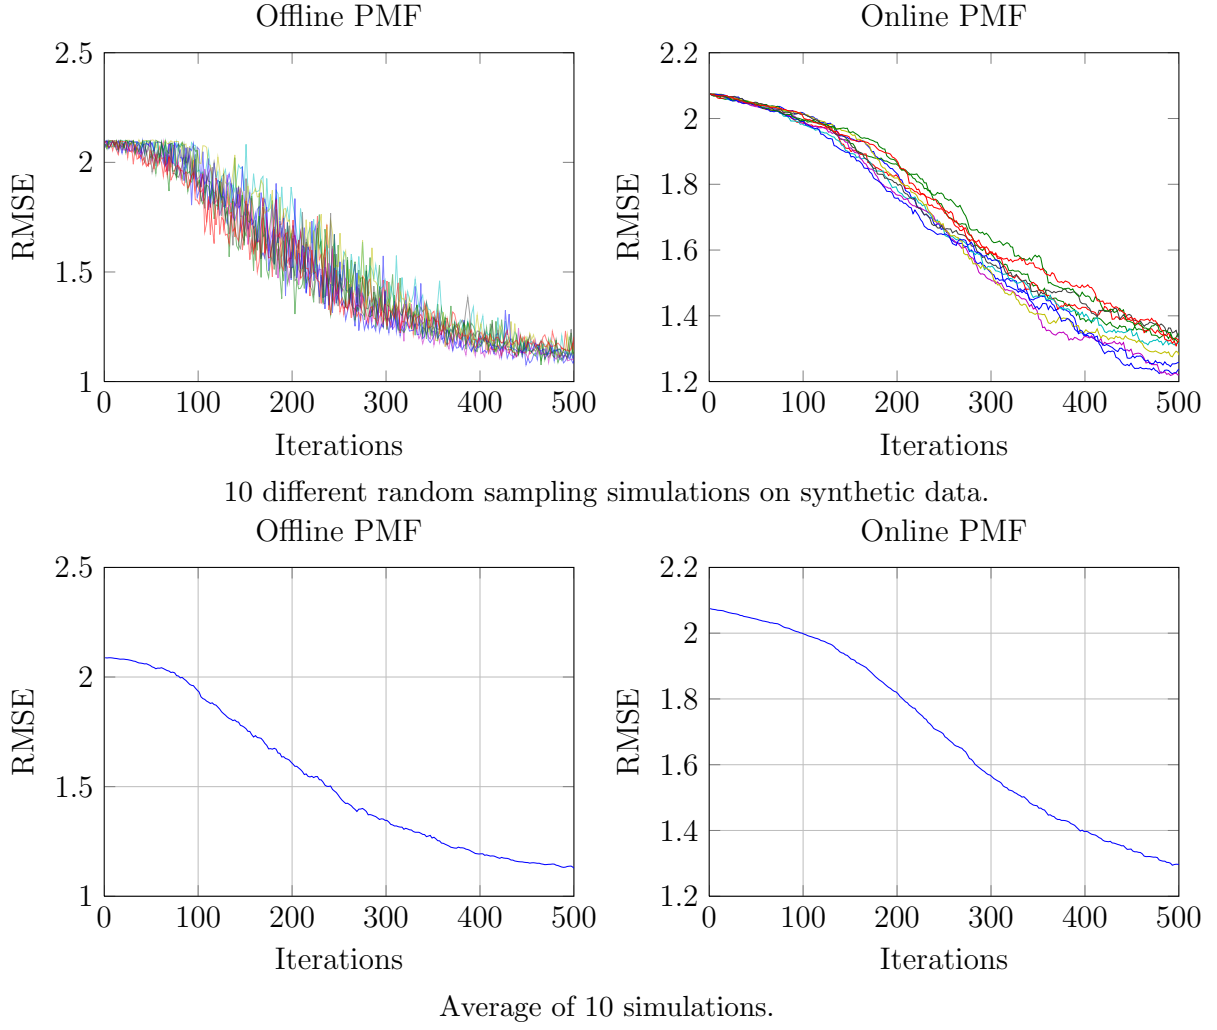 Offline PMF
Online PMF
2.5
2
1.5
1
RMSE
0 100 200 300 400 500
Iterations
2.2
2
1.8
1.6
1.4
1.2
RMSE
0 100 200 300 400 500
Iterations
10 different random sampling simulations on synthetic data.
Offline PMF
Online PMF
2.5
2
1.5
1
RMSE
0 100 200 300 400 500
Iterations
2.2
2
1.8
1.6
1.4
1.2
RMSE
0 100 200 300 400 500
Iterations
Average of 10 simulations.